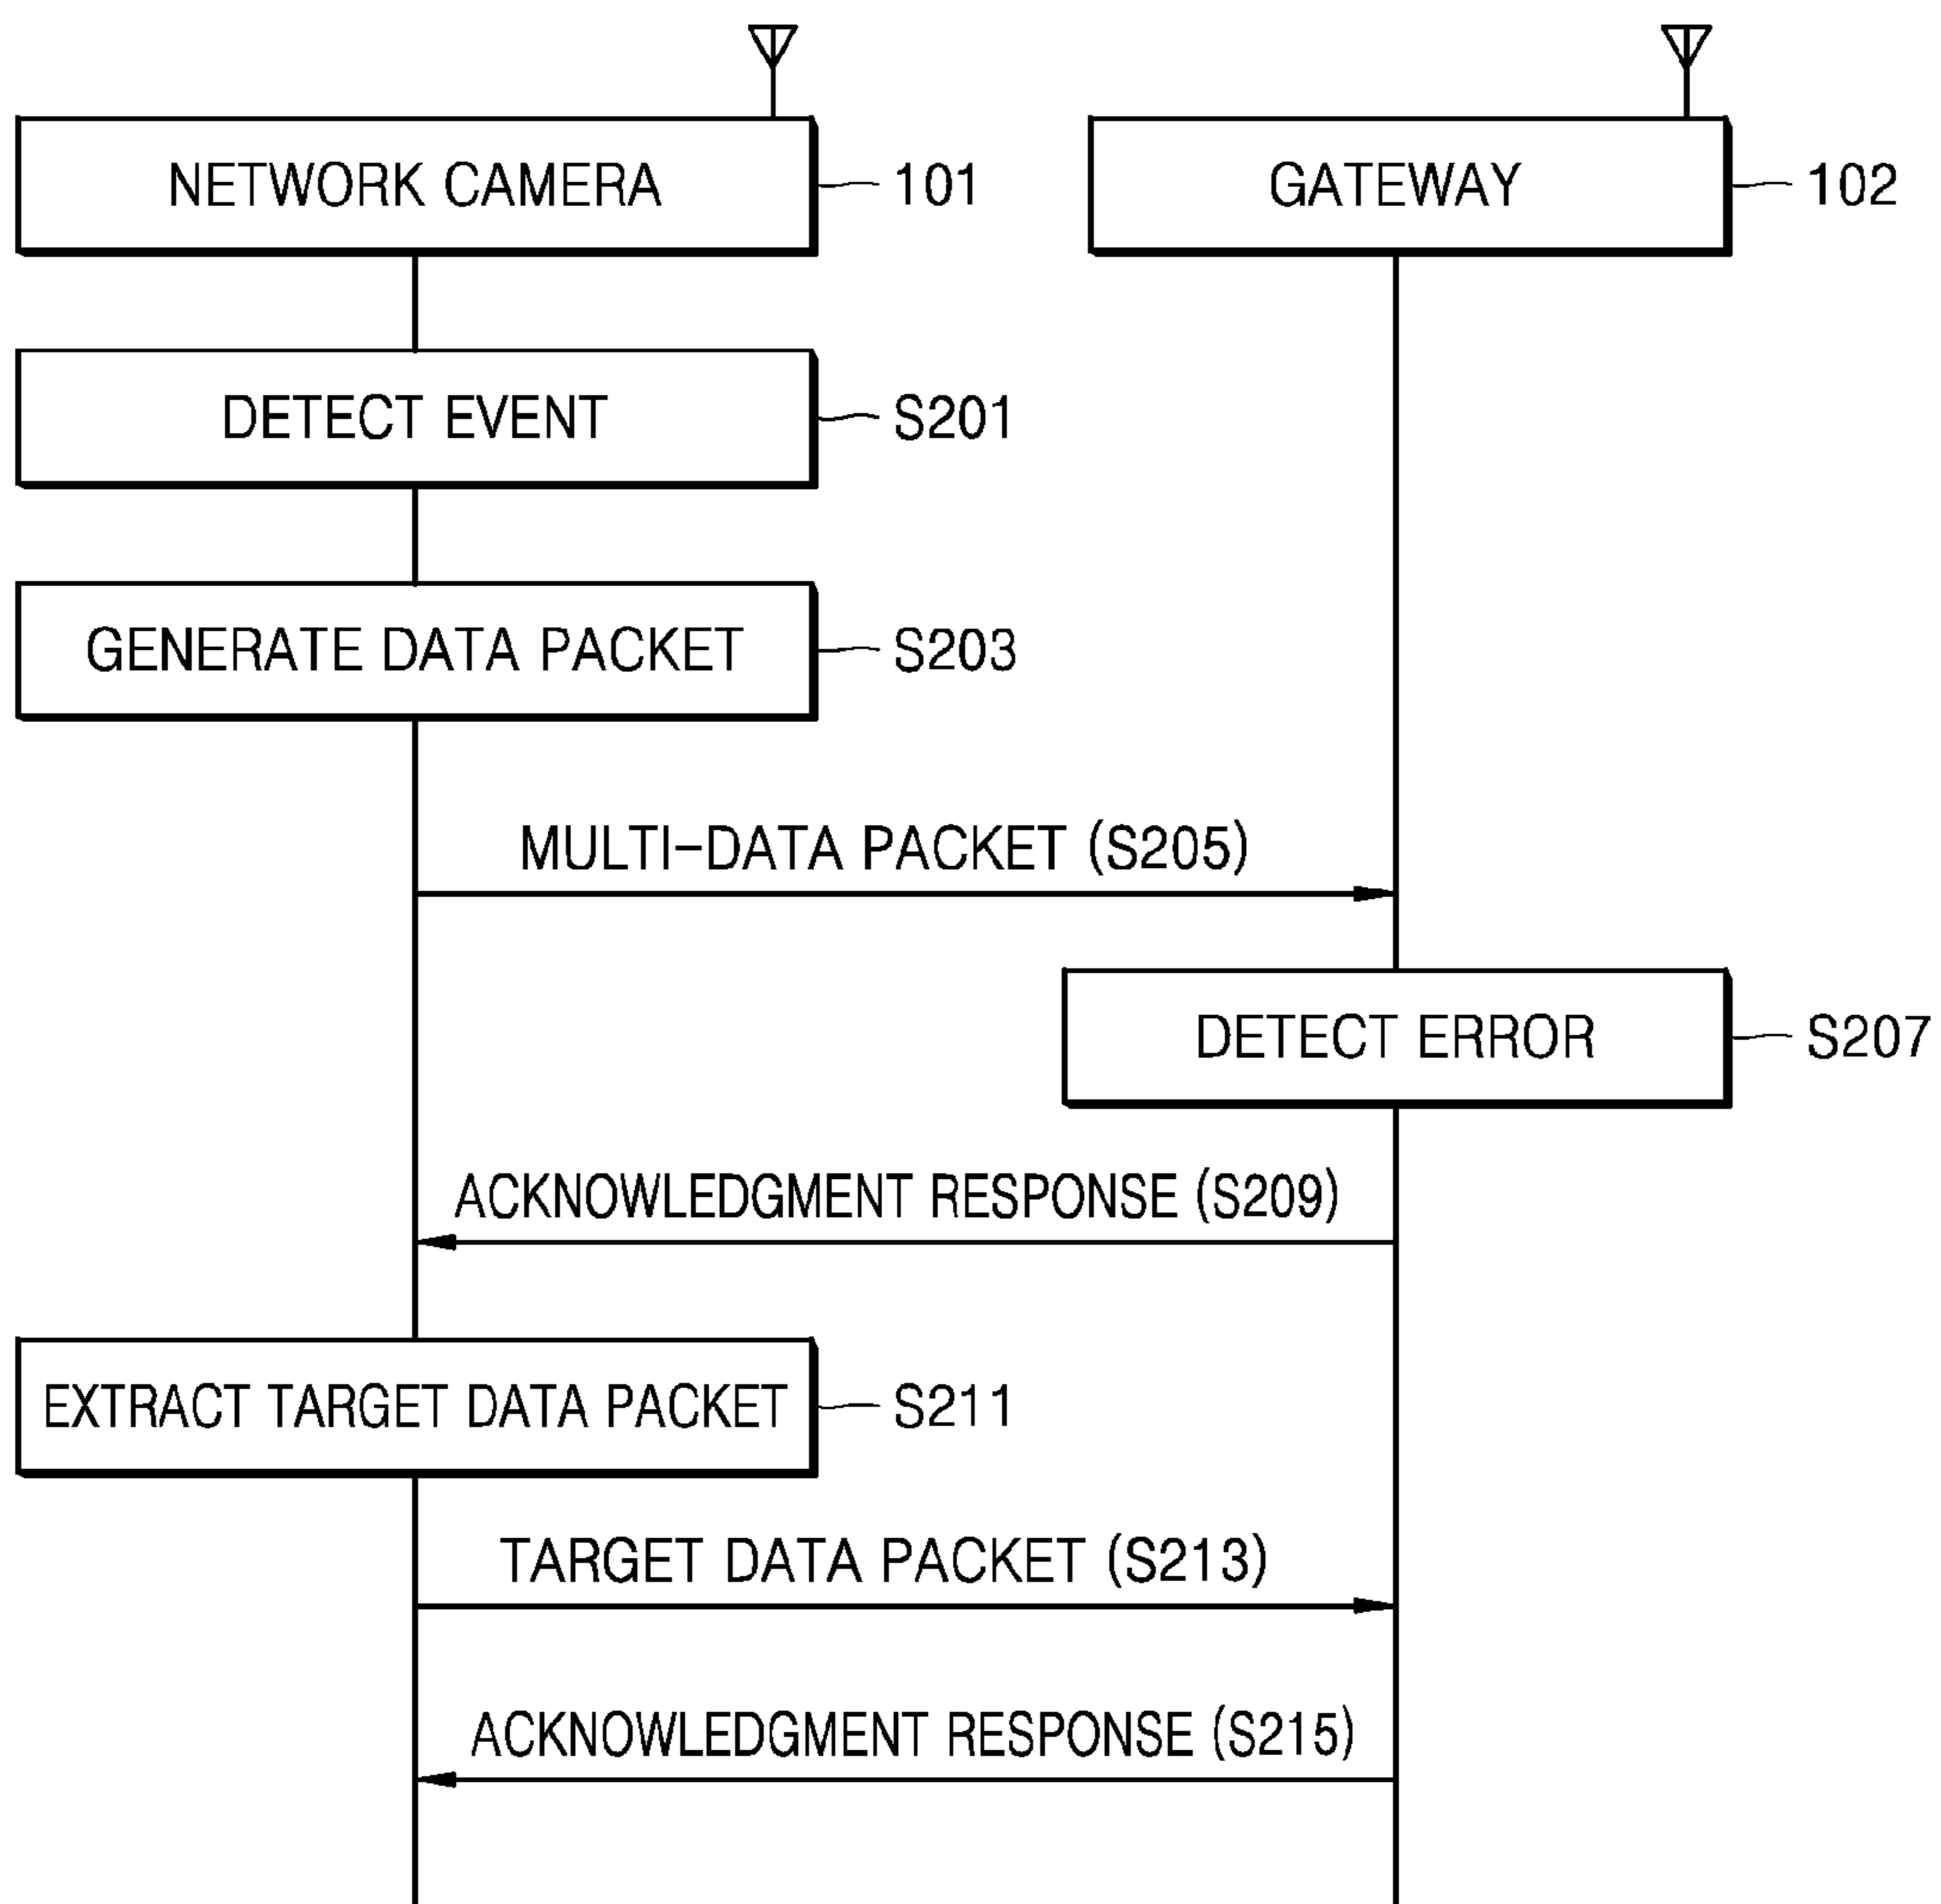 NETWORK CAMERA 101
GATEWAY 102
DETECT EVENT S201
GENERATE DATA PACKET S203
MULTI-DATA PACKET (S205)
DETECT ERROR S207
ACKNOWLEDGMENT RESPONSE (S209)
EXTRACT TARGET DATA PACKET S211
TARGET DATA PACKET (S213)
ACKNOWLEDGMENT RESPONSE (S215)